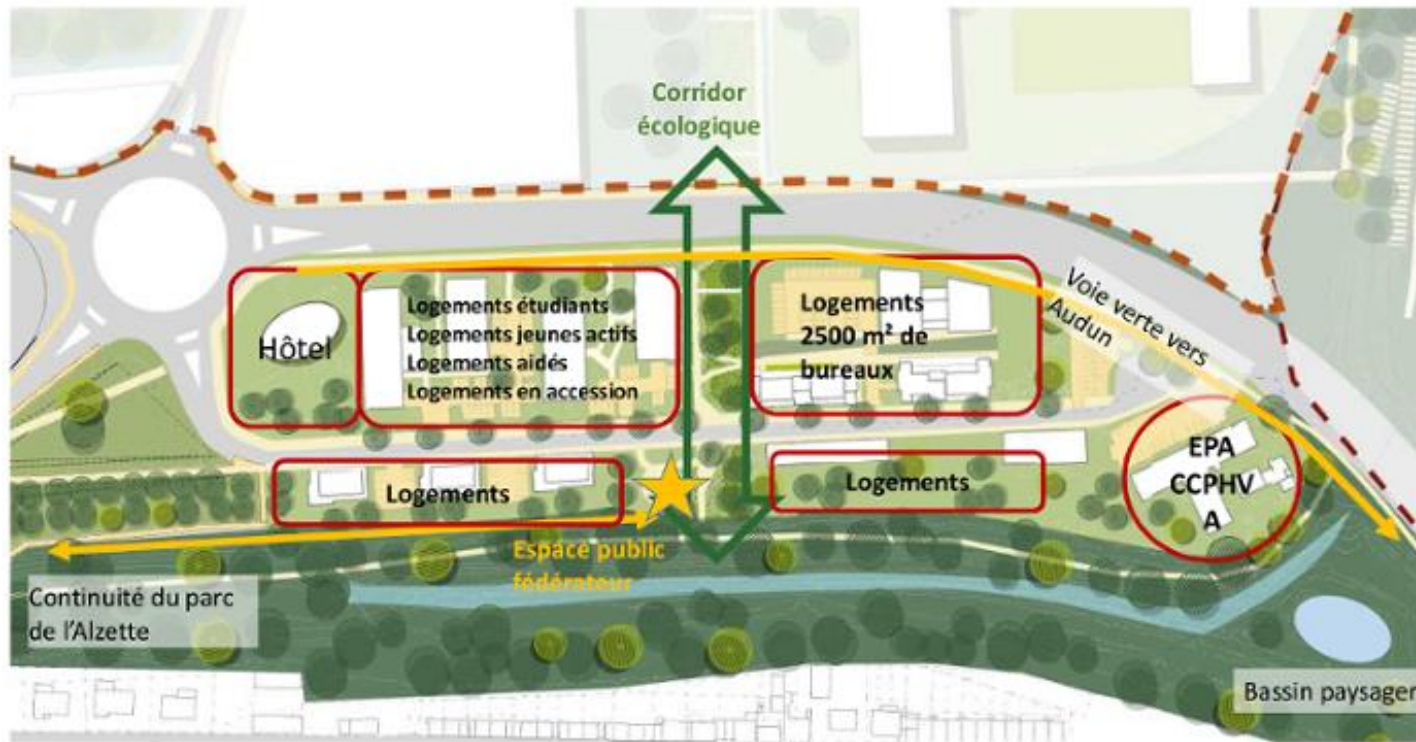 Corridor
écologique
Hôtel
Logements étudiants
Logements jeunes actifs
Logements aidés
Logements en accession
Logements
2500 m² de
bureaux
Voie verte vers
Audun
Logements
Logements
EPA
CCPHV
A
Espace public
fédérateur
Continuité du parc
de l'Alzette
Bassin paysager